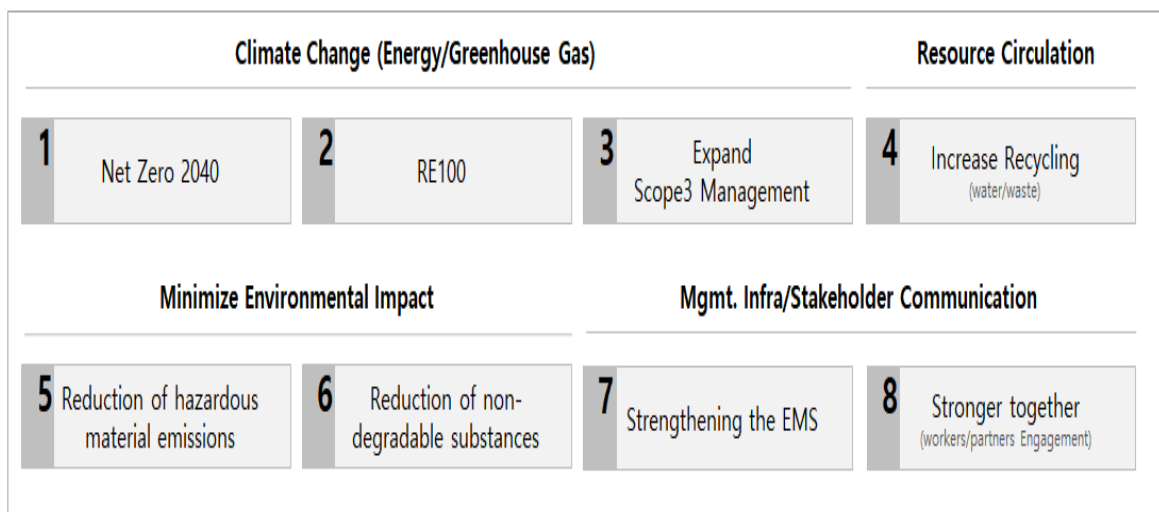 Climate Change (Energy/Greenhouse Gas)
Resource Circulation
1
Net Zero 2040
2
RE100
3
Expand
Scope3 Management
4
Increase Recycling
(water/waste)
Minimize Environmental Impact
Mgmt. Infra/Stakeholder Communication
5
Reduction of hazardous
material emissions
6
Reduction of non-
degradable substances
7
Strengthening the EMS
8
Stronger together
(workers/partners Engagement)